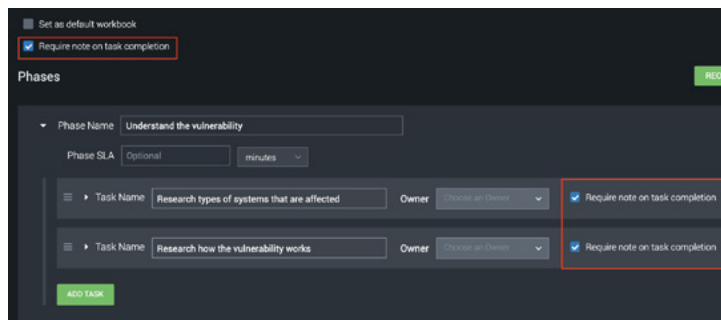 Set as default workbook
Require note on task completion
Phases
REO
Phase Name Understand the vulnerability
Phase SLA Optional minutes
Task Name Research types of systems that are affected Owner Choose an Owner Require note on task completion
Task Name Research how the vulnerability works Owner Choose an Owner Require note on task completion
ADD TASK